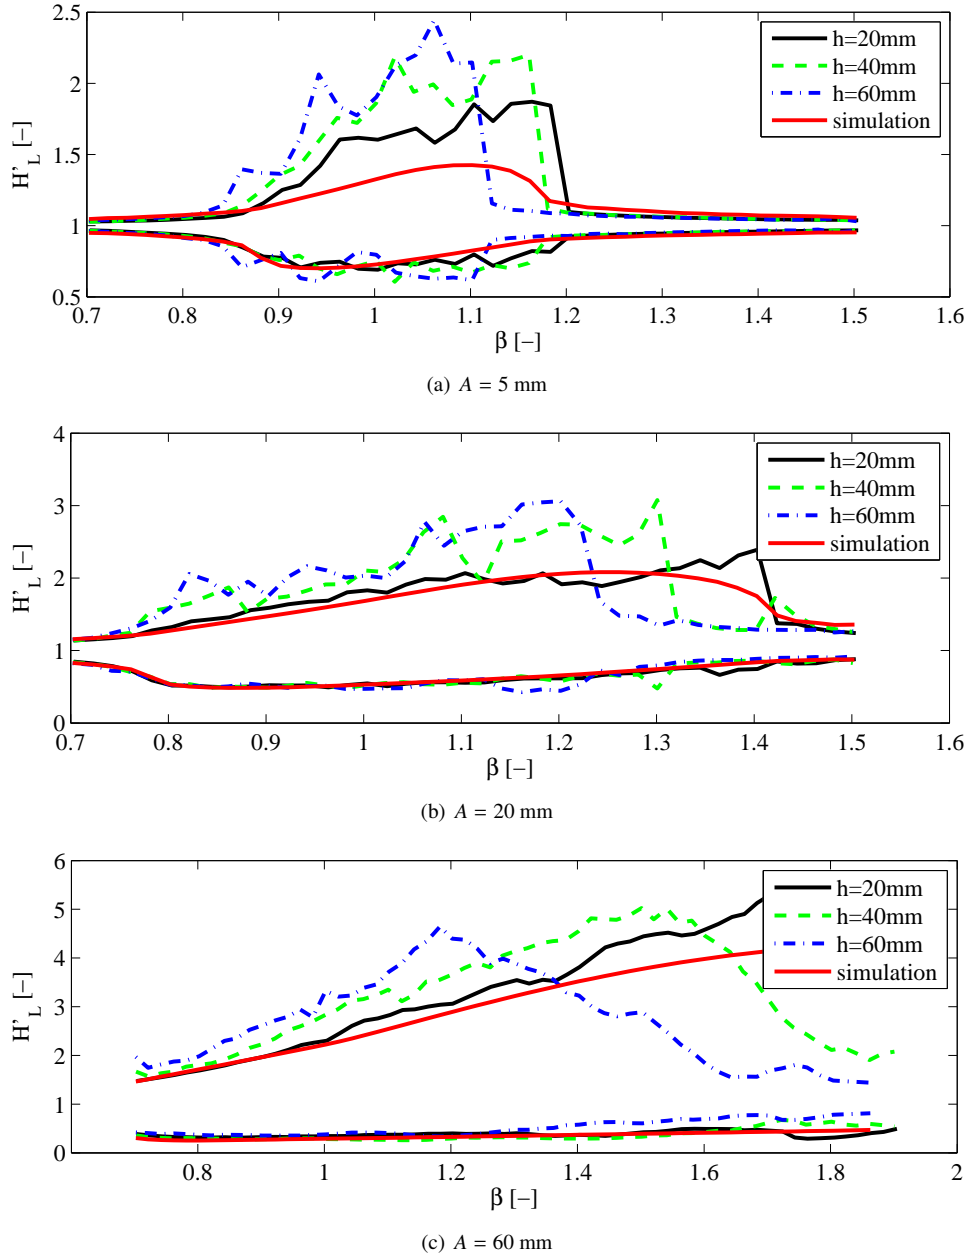 2.5
2
1.5
1
0.5
H'L [–]
h=20mm
h=40mm
h=60mm
simulation
0.7 0.8 0.9 1 1.1 1.2 1.3 1.4 1.5 1.6
β [–]
(a) A = 5 mm
4
3
2
1
0
H'L [–]
h=20mm
h=40mm
h=60mm
simulation
0.7 0.8 0.9 1 1.1 1.2 1.3 1.4 1.5 1.6
β [–]
(b) A = 20 mm
6
5
4
3
2
1
0
H'L [–]
h=20mm
h=40mm
h=60mm
simulation
0.8 1 1.2 1.4 1.6 1.8 2
β [–]
(c) A = 60 mm